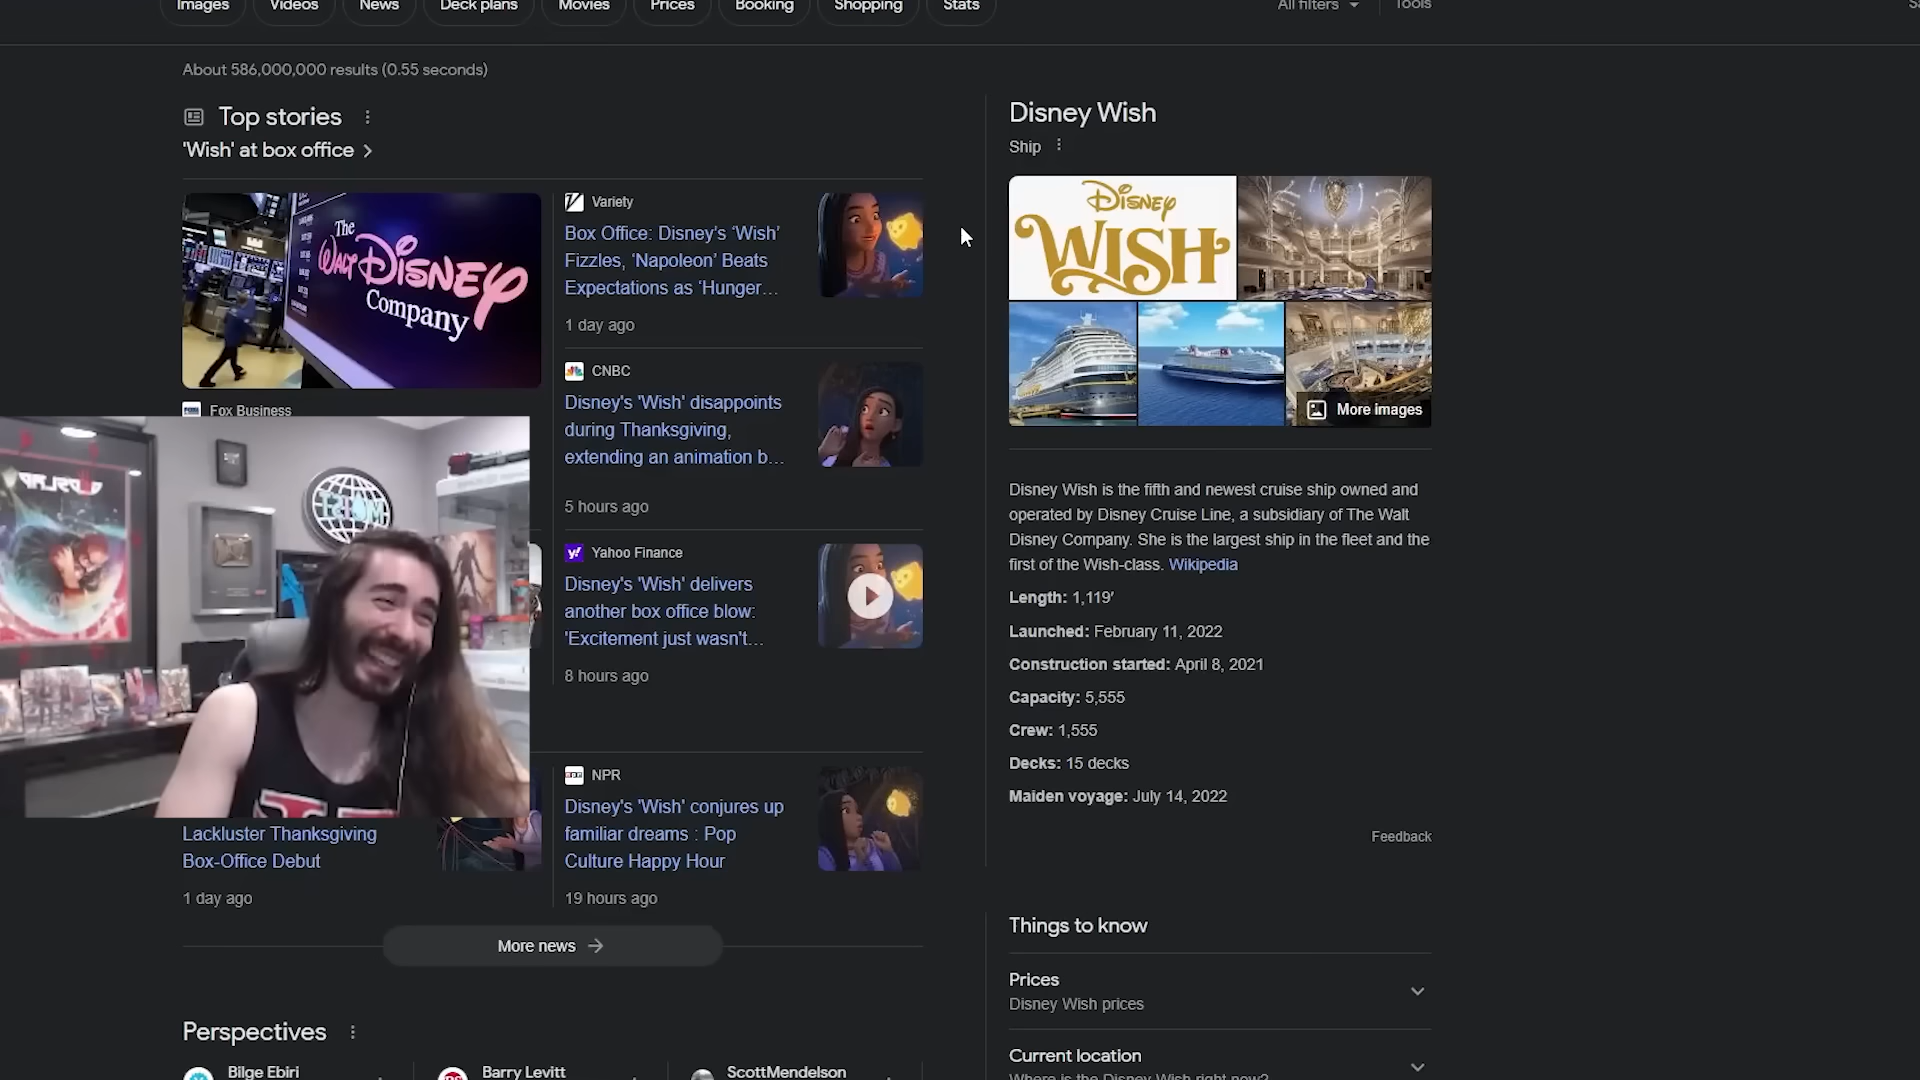 Images
Videos
News
Deck plans
Movies
Prices
Booking
Shopping
Stats
All filters
Tools
About 586,000,000 results (0.55 seconds)
Top stories
'Wish' at box office
The
WALT DISNEY
Company
Fox Business
Lackluster Thanksgiving
Box-Office Debut
1 day ago
Variety
Box Office: Disney's 'Wish'
Fizzles, 'Napoleon' Beats
Expectations as 'Hunger...
1 day ago
CNBC
Disney's 'Wish' disappoints
during Thanksgiving,
extending an animation b...
5 hours ago
Yahoo Finance
Disney's 'Wish' delivers
another box office blow:
'Excitement just wasn't...
8 hours ago
NPR
Disney's 'Wish' conjures up
familiar dreams : Pop
Culture Happy Hour
19 hours ago
More news
Perspectives
Bilge Ebiri
Barry Levitt
ScottMendelson
Disney Wish
Ship
DISNEY
WISH
More images
Disney Wish is the fifth and newest cruise ship owned and
operated by Disney Cruise Line, a subsidiary of The Walt
Disney Company. She is the largest ship in the fleet and the
first of the Wish-class. Wikipedia
Length: 1,119′
Launched: February 11, 2022
Construction started: April 8, 2021
Capacity: 5,555
Crew: 1,555
Decks: 15 decks
Maiden voyage: July 14, 2022
Feedback
Things to know
Prices
Disney Wish prices
Current location
Where is the Disney Wish right now?